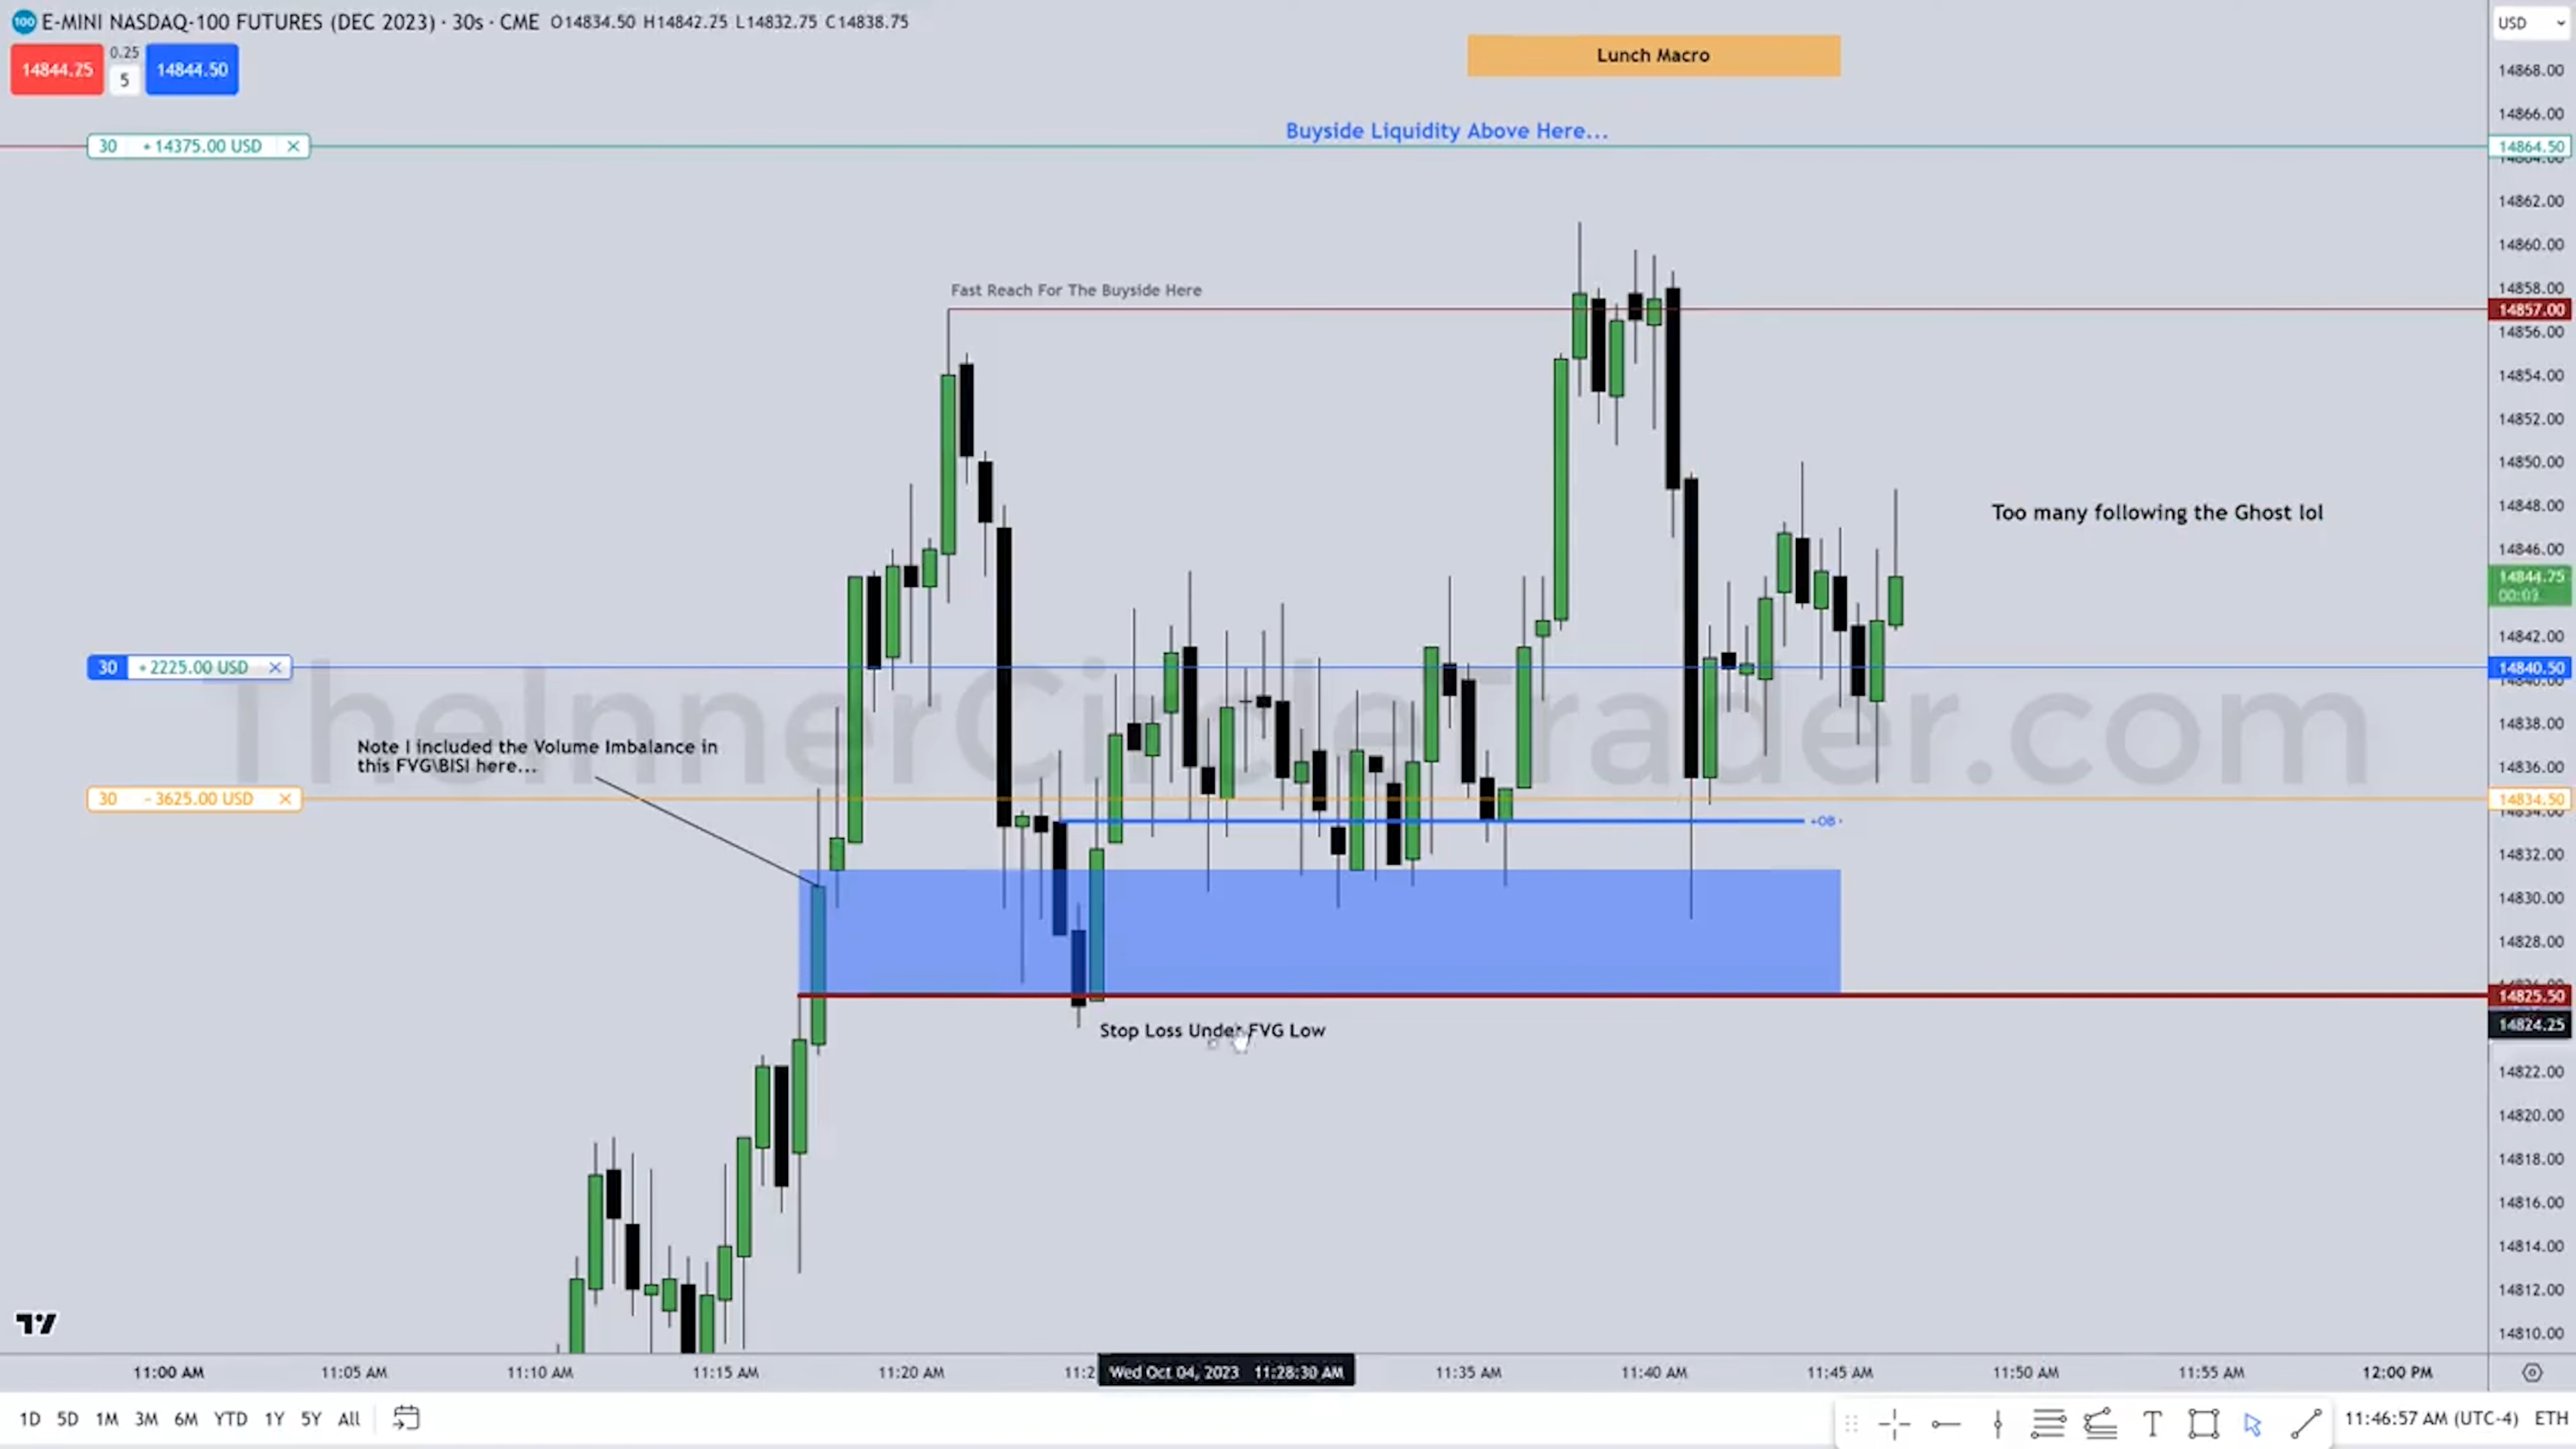 E-MINI NASDAQ-100 FUTURES (DEC 2023) · 30s · CME O14834.50 H14842.25 L14832.75 C14838.75
USD
14844.25
0.25
5
14844.50
Lunch Macro
Buyside Liquidity Above Here...
30 +14375.00 USD
Fast Reach For The Buyside Here
Too many following the Ghost lol
30 +2225.00 USD
TheInnerCircleTrader.com
Note I included the Volume Imbalance in
this FVG\BISI here...
30 -3625.00 USD
+OB
Stop Loss Under FVG Low
14868.00
14866.00
14864.50
14862.00
14860.00
14858.00
14857.00
14856.00
14854.00
14852.00
14850.00
14848.00
14846.00
14844.75
00:03
14842.00
14840.50
14838.00
14836.00
14834.50
14832.00
14830.00
14828.00
14825.50
14824.25
14822.00
14820.00
14818.00
14816.00
14814.00
14812.00
14810.00
11:00 AM 11:05 AM 11:10 AM 11:15 AM 11:20 AM 11:2 Wed Oct 04, 2023 11:28:30 AM 11:35 AM 11:40 AM 11:45 AM 11:50 AM 11:55 AM 12:00 PM
1D 5D 1M 3M 6M YTD 1Y 5Y All
11:46:57 AM (UTC-4) ETH